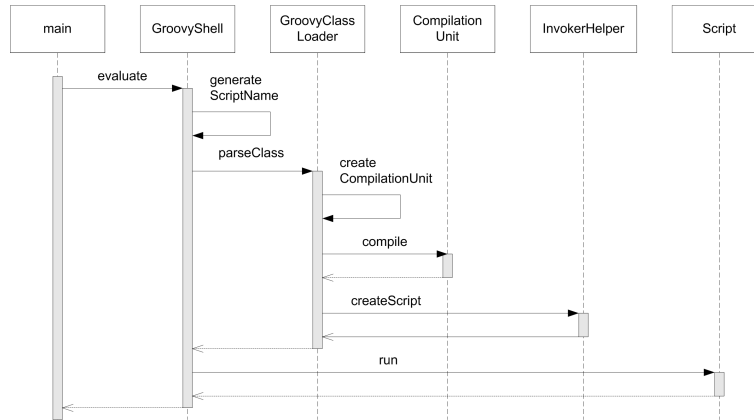 main
GroovyShell
GroovyClass
Loader
Compilation
Unit
InvokerHelper
Script
evaluate
generate
ScriptName
parseClass
create
CompilationUnit
compile
createScript
run